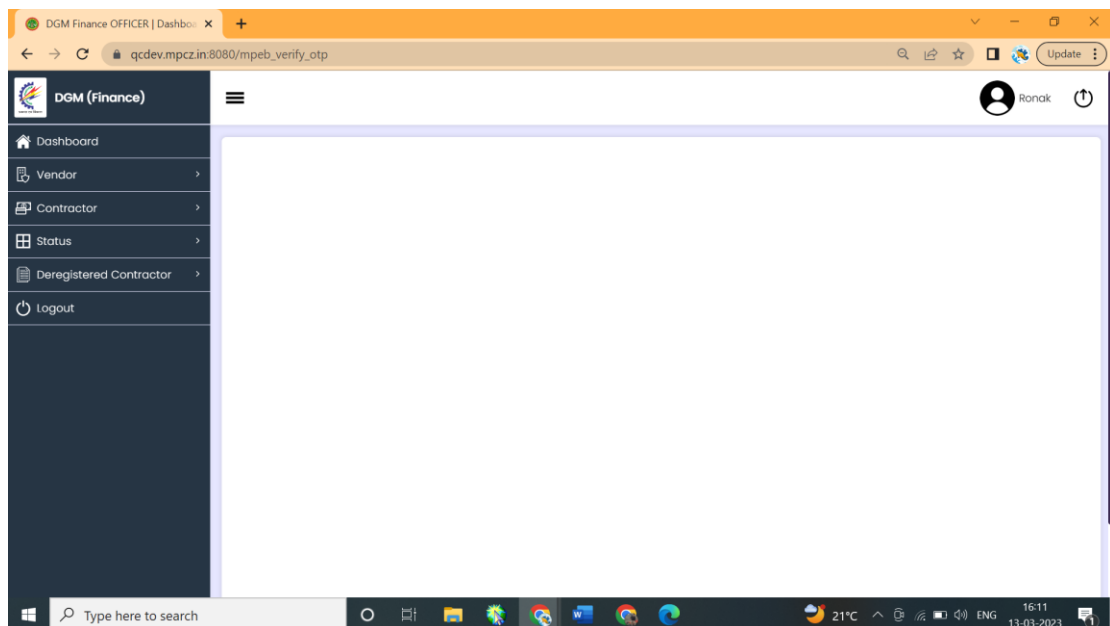 DGM Finance OFFICER | Dashboa
qcdev.mpcz.in:8080/mpeb_verify_otp
Update
DGM (Finance)
Ronak
Dashboard
Vendor
Contractor
Status
Deregistered Contractor
Logout
Type here to search
21°C
ENG
16:11
13-03-2023
1